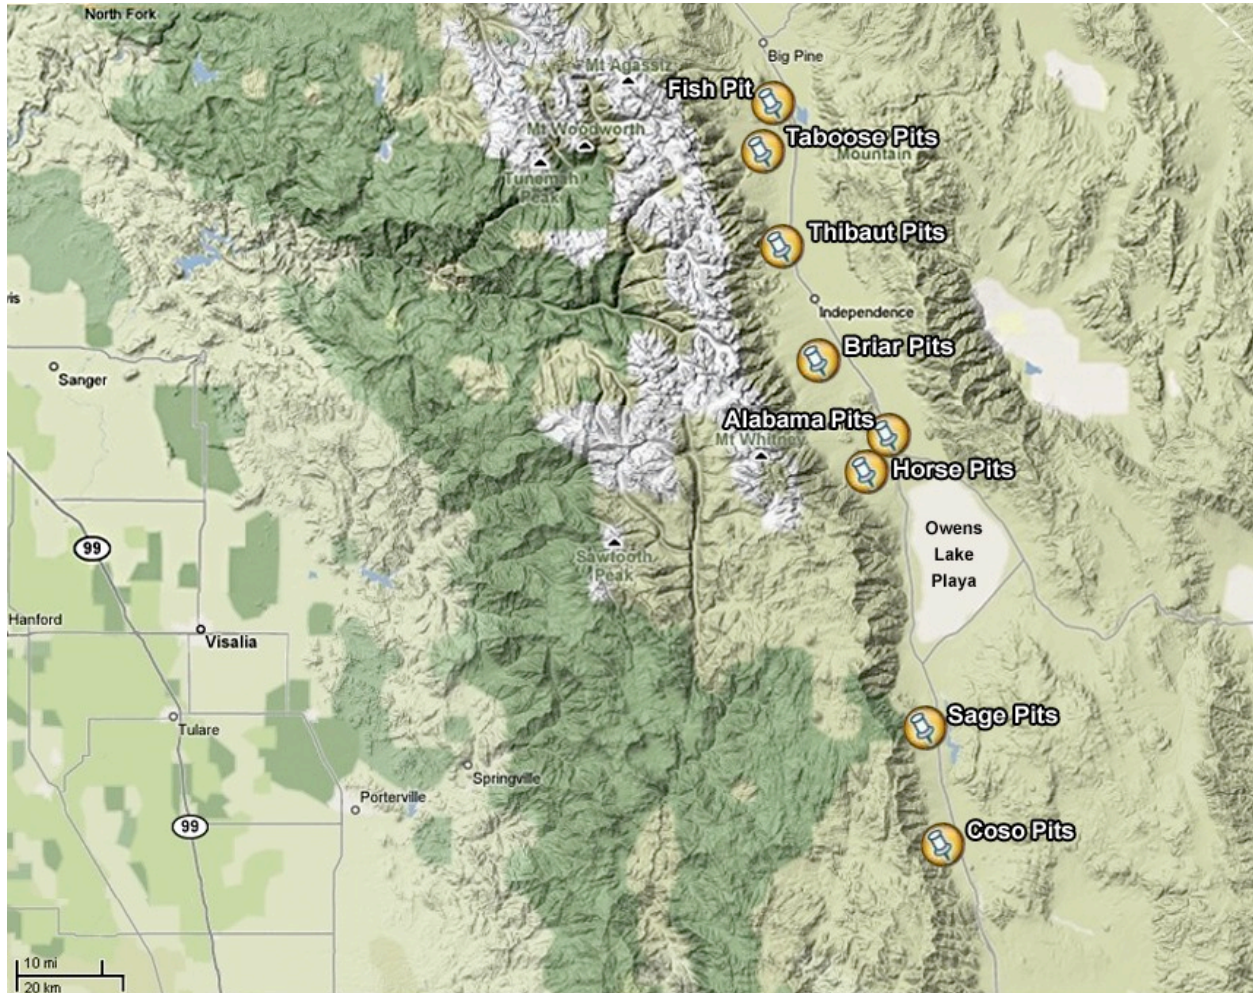 North Fork
Big Pine
Mt Agassiz
Fish Pit
Mt Woodworth
Taboose Pits
Mountain
Tunemah
Peak
Thibaut Pits
vis
Independence
Briar Pits
Sanger
Alabama Pits
Mt Whitney
Horse Pits
Owens
Lake
Playa
99
Sawtooth
Peak
Hanford
Visalia
Sage Pits
Tulare
Springville
Porterville
99
Coso Pits
10 mi
20 km